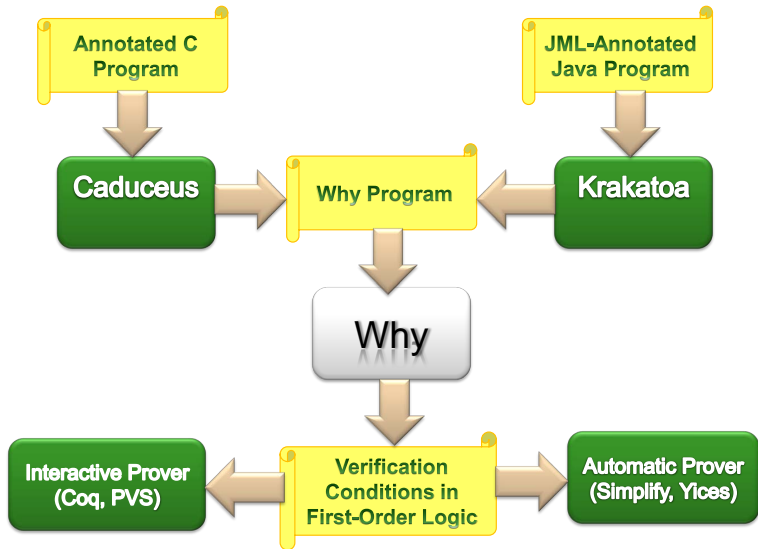 Annotated C
Program
JML-Annotated
Java Program
Caduceus
Why Program
Krakatoa
Why
Interactive Prover
(Coq, PVS)
Verification
Conditions in
First-Order Logic
Automatic Prover
(Simplify, Yices)